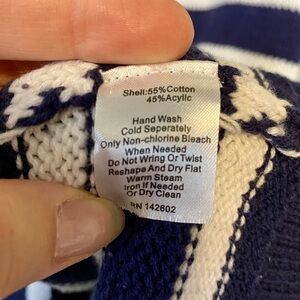 Shell:55%Cotton
45%Acylic
Hand Wash
Cold Seperately
Only Non-chlorine Bleach
When Needed
Do Not Wring Or Twist
Reshape And Dry Flat
Warm Steam
Iron If Needed
Or Dry Clean
RN 142602